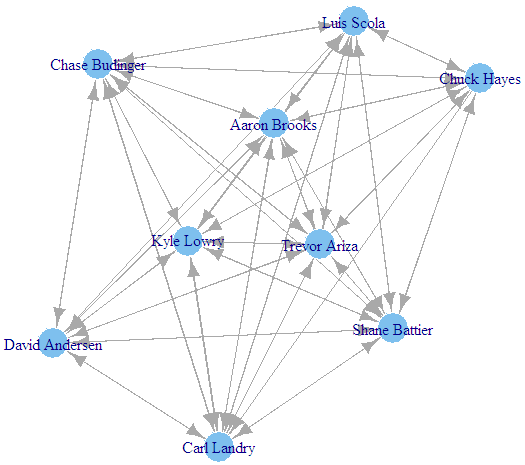 Luis Scola
Chase Budinger
Chuck Hayes
Aaron Brooks
Kyle Lowry
Trevor Ariza
Shane Battier
David Andersen
Carl Landry